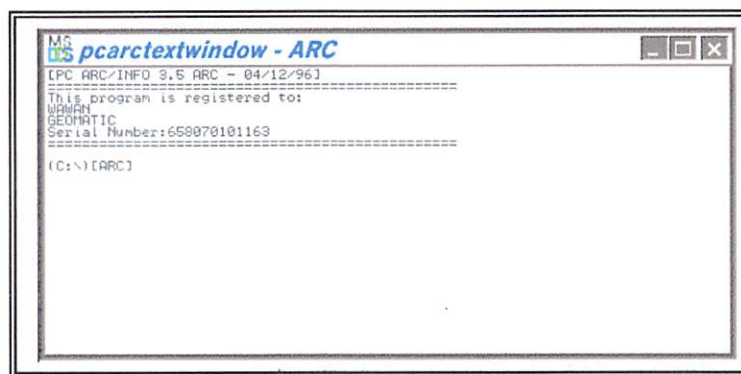 MS
DOS pcarctextwindow - ARC
[PC ARC/INFO 3.5 ARC - 04/12/96]
==============================================
This program is registered to:
WAWAN
GEOMATIC
Serial Number:658070101163
==============================================
(C:\)[ARC]